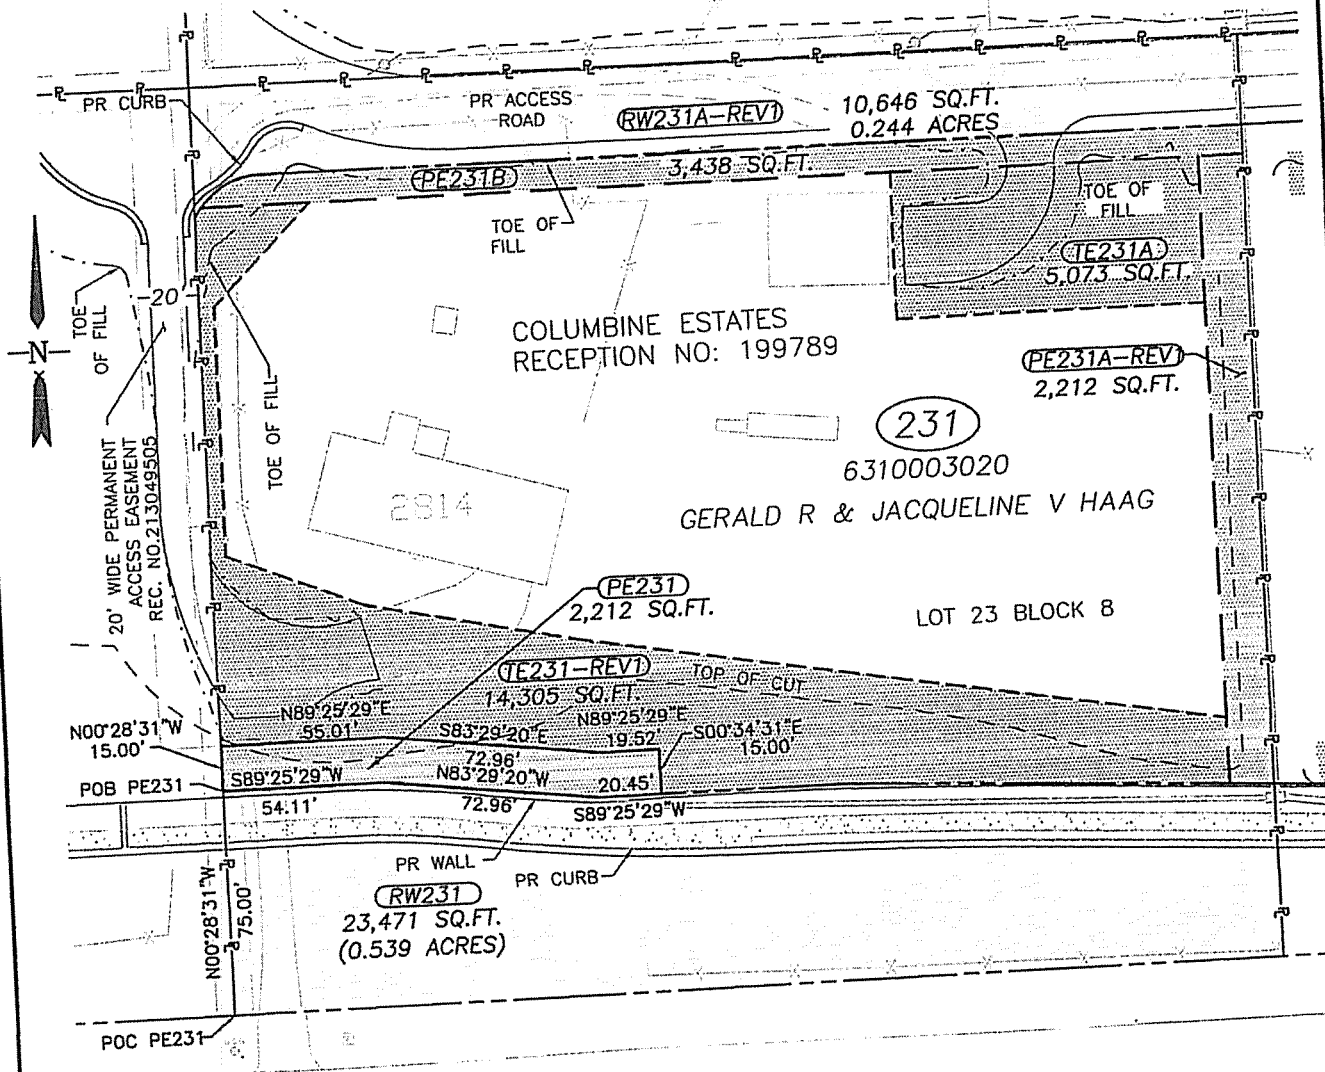 PR CURB
PR ACCESS
ROAD
RW231A-REV1
10,646 SQ.FT.
0.244 ACRES
PE231B
3,438 SQ.FT.
TOE OF
FILL
TOE OF
FILL
TE231A
5,073 SQ.FT.
20
TOE
OF FILL
N
TOE OF FILL
COLUMBINE ESTATES
RECEPTION NO: 199789
PE231A-REV1
2,212 SQ.FT.
231
6310003020
GERALD R & JACQUELINE V HAAG
2814
20' WIDE PERMANENT
ACCESS EASEMENT
REC. NO.213049505
PE231
2,212 SQ.FT.
LOT 23 BLOCK 8
TE231-REV1
14,305 SQ.FT.
TOP OF CUT
N89°25'29"E
55.01'
S83°29'20"E
72.96'
N89°25'29"E
19.52'
S00°34'31"E
15.00'
N00°28'31"W
15.00'
POB PE231
S89°25'29"W
54.11'
N83°29'20"W
72.96'
20.45'
S89°25'29"W
PR WALL
PR CURB
RW231
23,471 SQ.FT.
(0.539 ACRES)
N00°28'31"W
75.00'
POC PE231